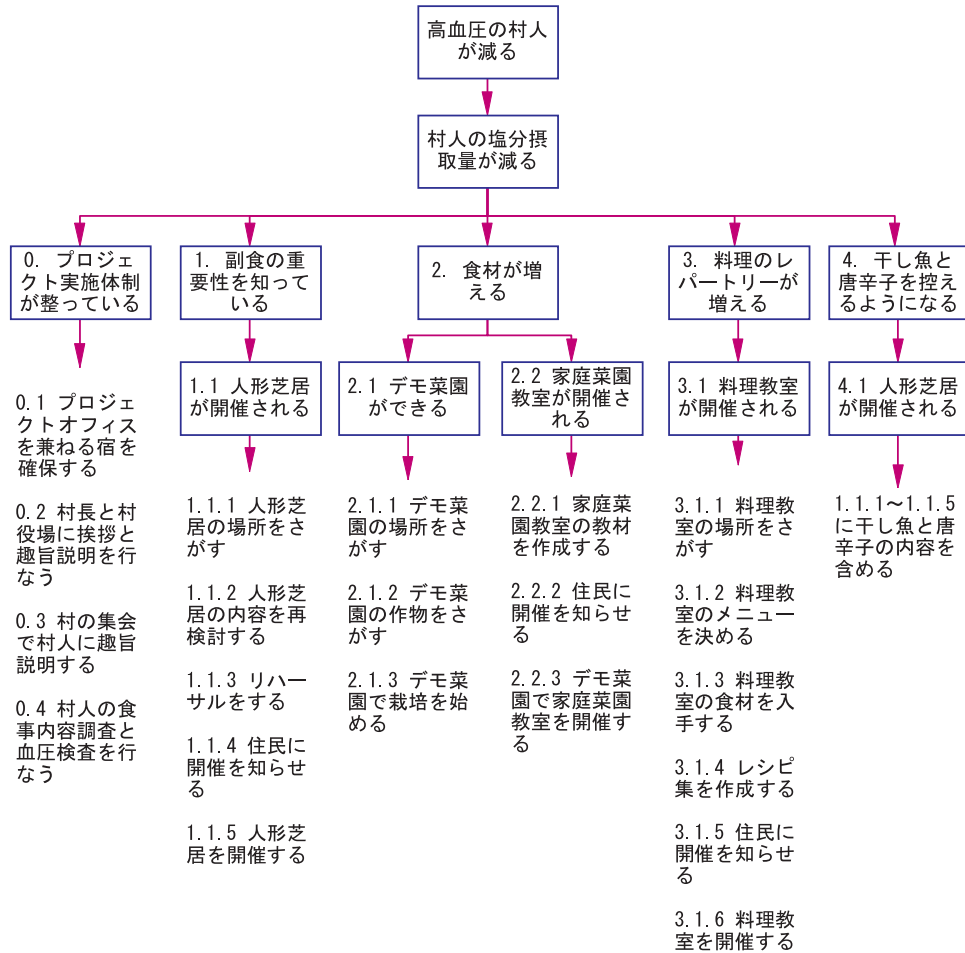 高血圧の村人
が減る
村人の塩分摂
取量が減る
0. プロジェ
クト実施体制
が整っている
1. 副食の重
要性を知って
いる
2. 食材が増
える
3. 料理のレ
パートリーが
増える
4. 干し魚と
唐辛子を控え
るようになる
0.1 プロジェ
クトオフィス
を兼ねる宿を
確保する
0.2 村長と村
役場に挨拶と
趣旨説明を行
なう
0.3 村の集会
で村人に趣旨
説明する
0.4 村人の食
事内容調査と
血圧検査を行
なう
1.1 人形芝居
が開催される
1.1.1 人形芝
居の場所をさ
がす
1.1.2 人形芝
居の内容を再
検討する
1.1.3 リハー
サルをする
1.1.4 住民に
開催を知らせ
る
1.1.5 人形芝
居を開催する
2.1 デモ菜園
ができる
2.1.1 デモ菜
園の場所をさ
がす
2.1.2 デモ菜
園の作物をさ
がす
2.1.3 デモ菜
園で栽培を始
める
2.2 家庭菜園
教室が開催さ
れる
2.2.1 家庭菜
園教室の教材
を作成する
2.2.2 住民に
開催を知らせ
る
2.2.3 デモ菜
園で家庭菜園
教室を開催す
る
3.1 料理教室
が開催される
3.1.1 料理教
室の場所をさ
がす
3.1.2 料理教
室のメニュー
を決める
3.1.3 料理教
室の食材を入
手する
3.1.4 レシピ
集を作成する
3.1.5 住民に
開催を知らせ
る
3.1.6 料理教
室を開催する
4.1 人形芝居
が開催される
1.1.1～1.1.5
に干し魚と唐
辛子の内容を
含める